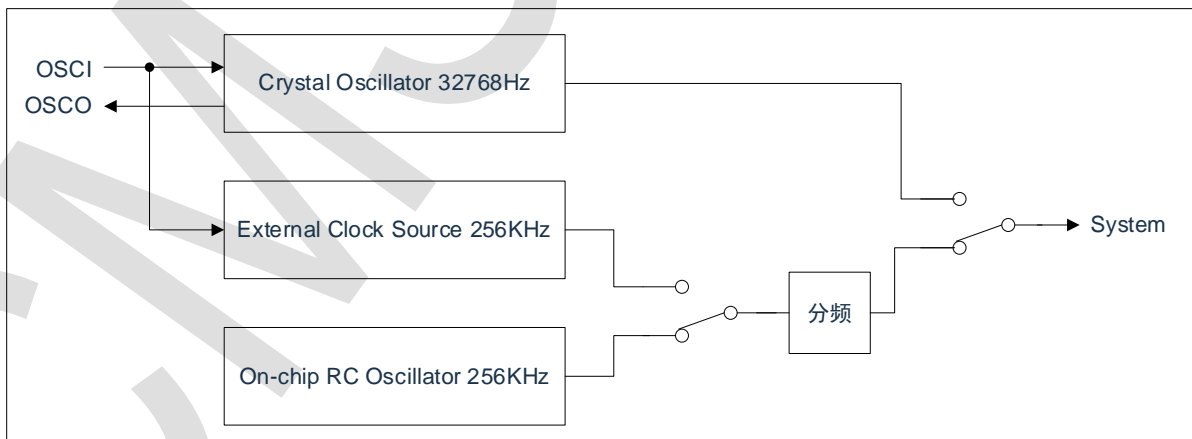 OSCI
OSCO
Crystal Oscillator 32768Hz
External Clock Source 256KHz
On-chip RC Oscillator 256KHz
分频
System